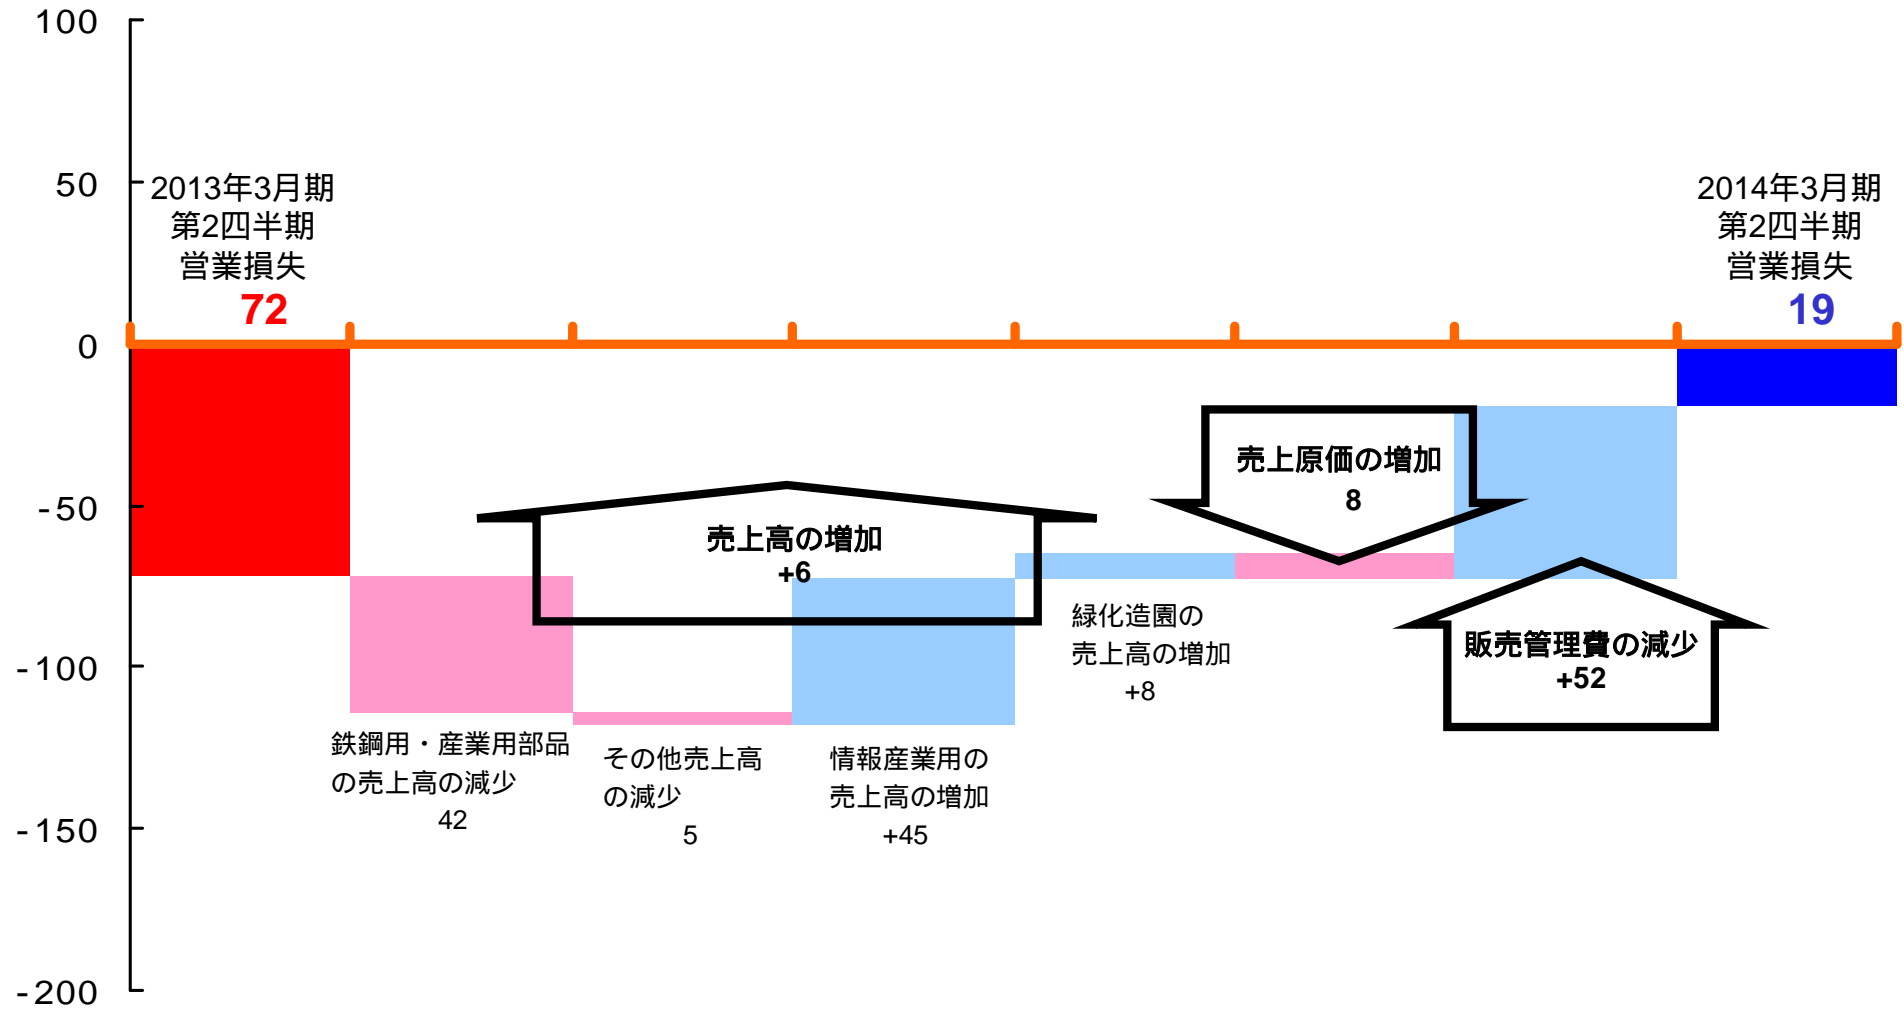 100
50
0
-50
-100
-150
-200
2013年3月期
第2四半期
営業損失
72
2014年3月期
第2四半期
営業損失
19
売上高の増加
+6
売上原価の増加
8
販売管理費の減少
+52
鉄鋼用・産業用部品
の売上高の減少
42
その他売上高
の減少
5
情報産業用の
売上高の増加
+45
緑化造園の
売上高の増加
+8